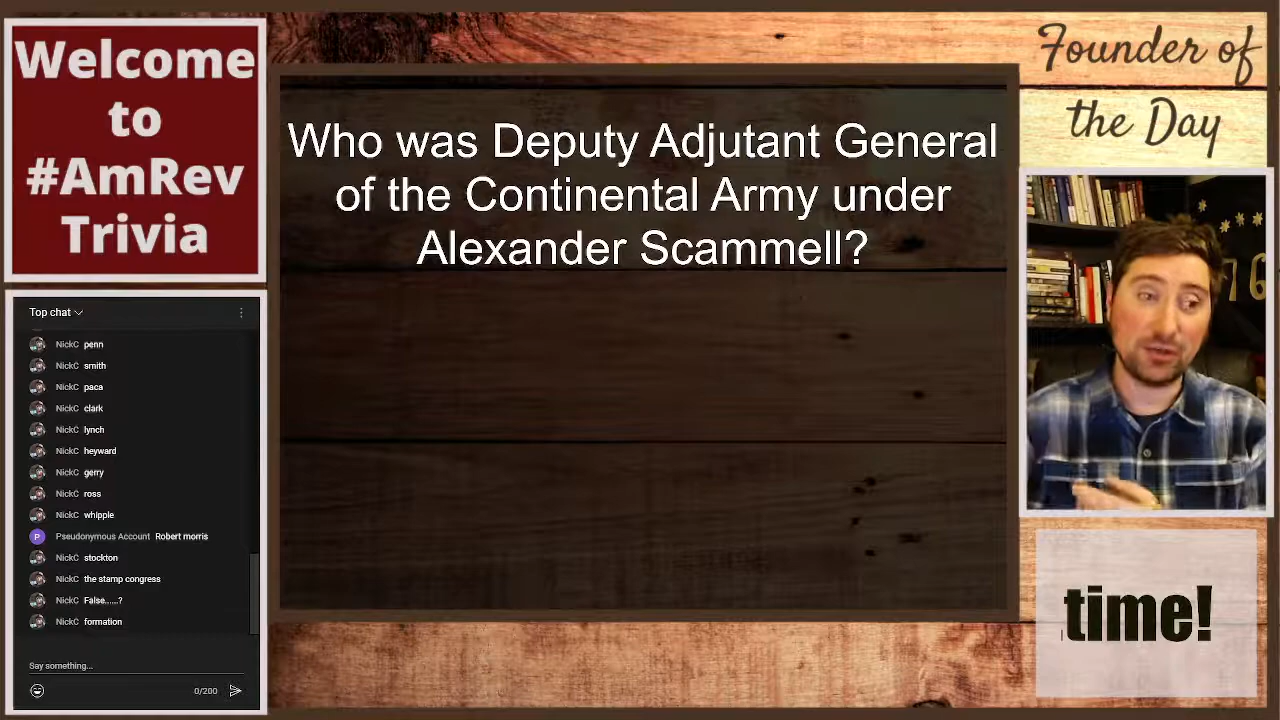 Welcome
to
#AmRev
Trivia
Founder of
the Day
Who was Deputy Adjutant General
of the Continental Army under
Alexander Scammell?
Top chat
NickC penn
NickC smith
NickC paca
NickC clark
NickC lynch
NickC heyward
NickC gerry
NickC ross
NickC whipple
P Pseudonymous Account Robert morris
NickC stockton
NickC the stamp congress
NickC False......?
NickC formation
Say something...
0/200
76
time!